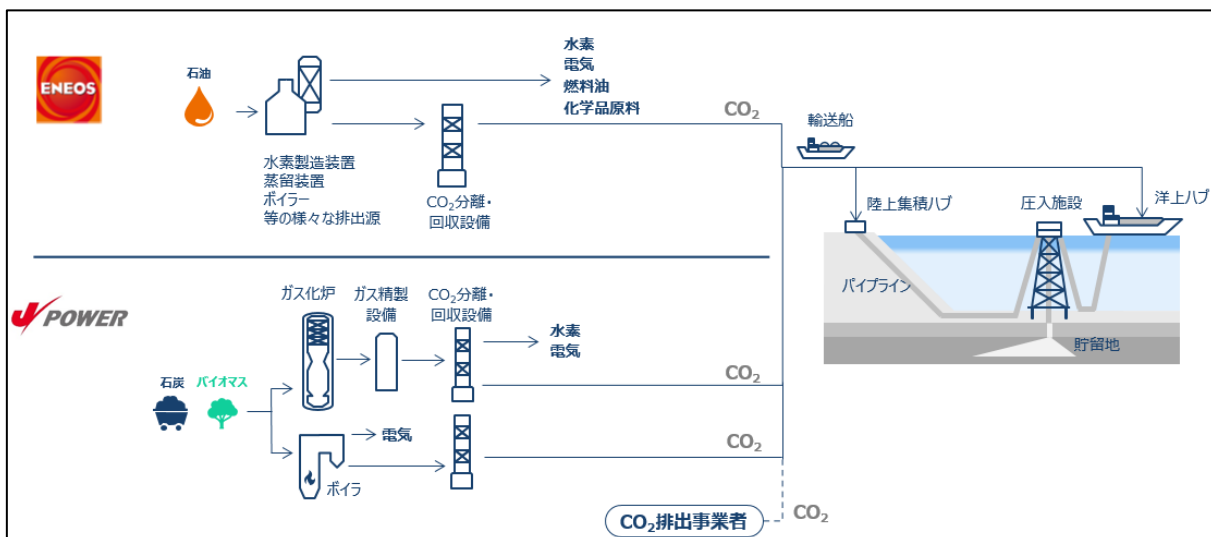 ENEOS
石油
水素
電気
燃料油
化学品原料
CO₂
水素製造装置
蒸留装置
ボイラー
等の様々な排出源
CO₂分離・
回収設備
輸送船
陸上集積ハブ
圧入施設
洋上ハブ
パイプライン
貯留地
J POWER
ガス化炉
ガス精製
設備
CO₂分離・
回収設備
水素
電気
CO₂
石炭
バイオマス
電気
ボイラ
CO₂
CO₂排出事業者
CO₂